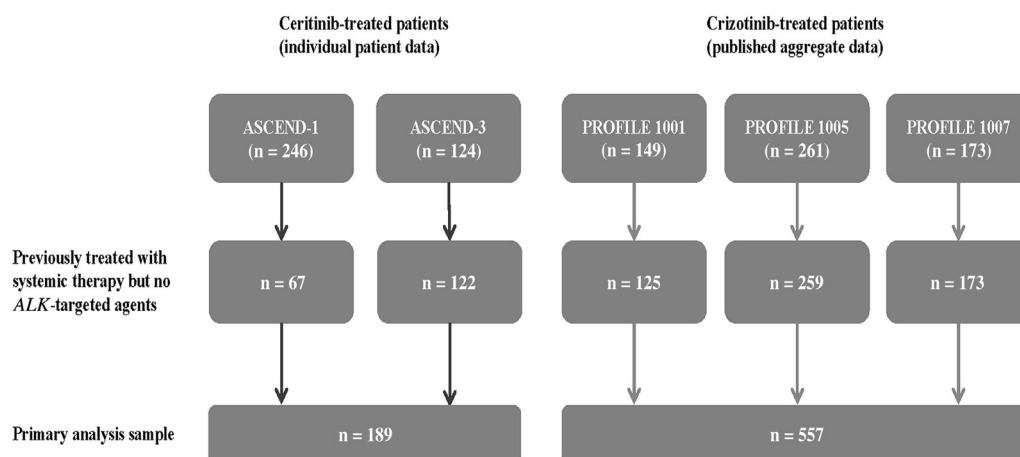 Ceritinib-treated patients
(individual patient data)
Crizotinib-treated patients
(published aggregate data)
ASCEND-1
(n = 246)
ASCEND-3
(n = 124)
PROFILE 1001
(n = 149)
PROFILE 1005
(n = 261)
PROFILE 1007
(n = 173)
Previously treated with
systemic therapy but no
ALK-targeted agents
n = 67
n = 122
n = 125
n = 259
n = 173
Primary analysis sample
n = 189
n = 557